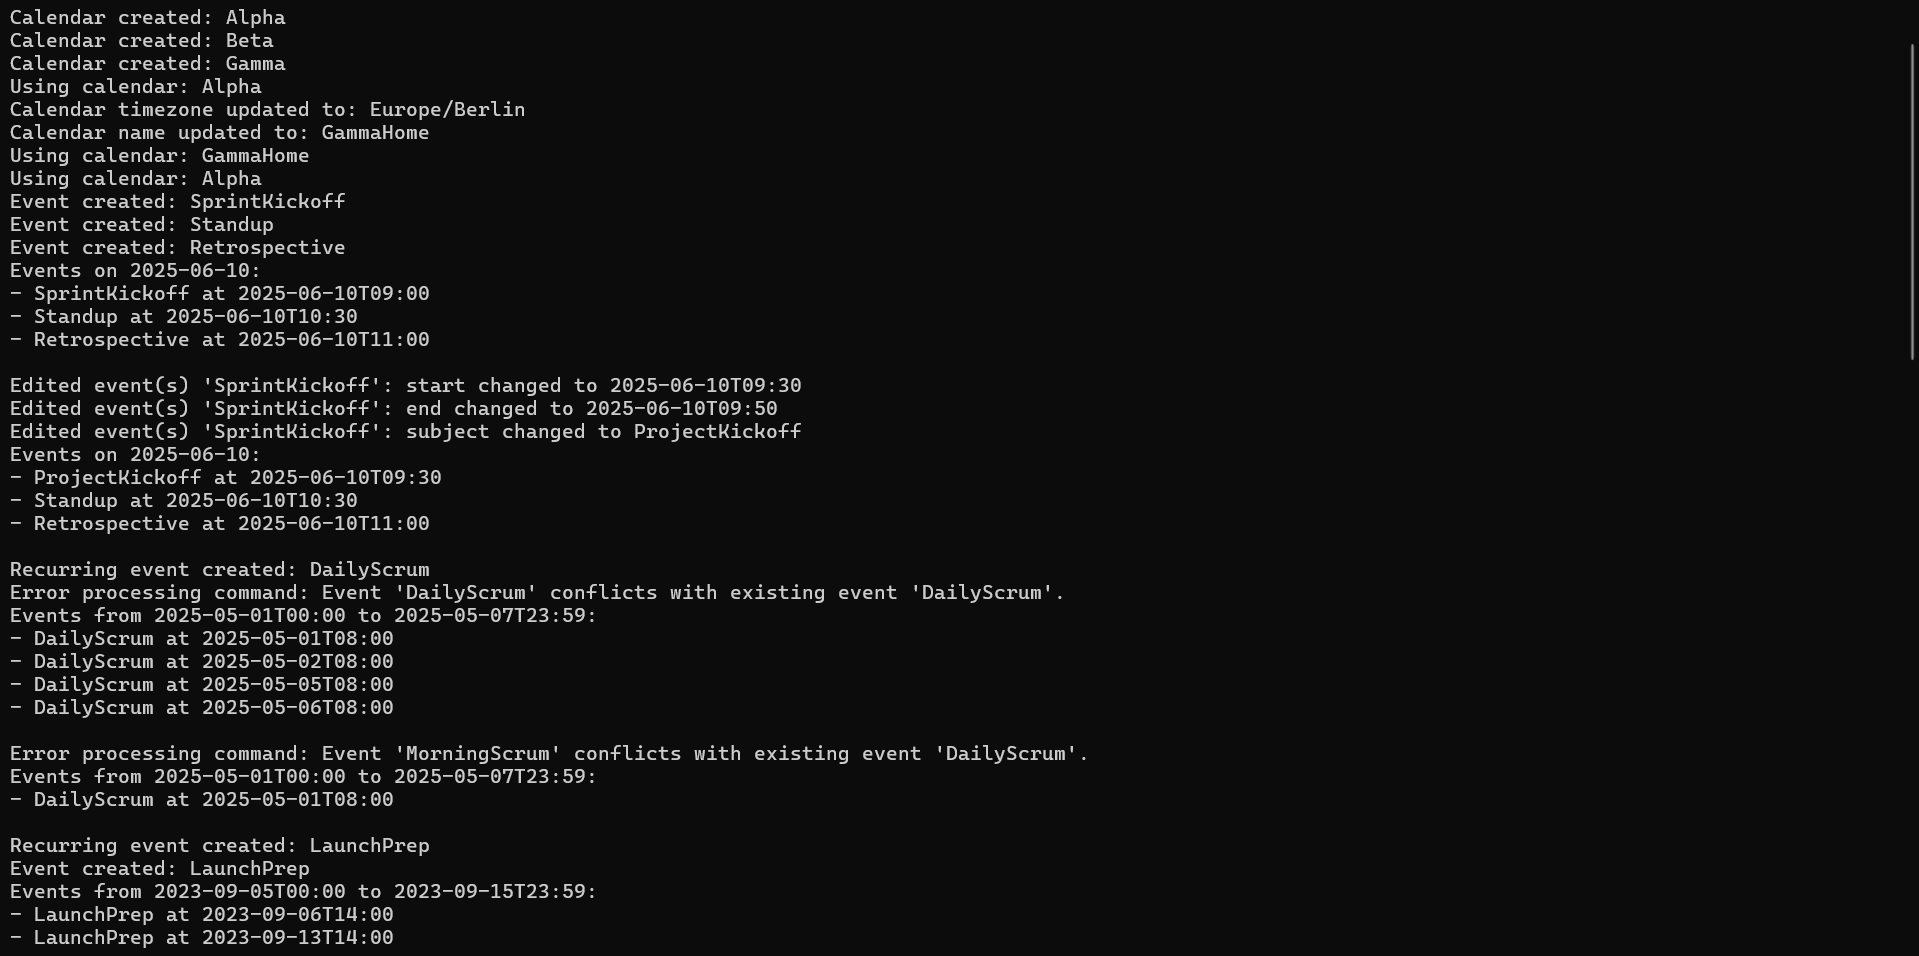 Calendar created: Alpha
Calendar created: Beta
Calendar created: Gamma
Using calendar: Alpha
Calendar timezone updated to: Europe/Berlin
Calendar name updated to: GammaHome
Using calendar: GammaHome
Using calendar: Alpha
Event created: SprintKickoff
Event created: Standup
Event created: Retrospective
Events on 2025-06-10:
- SprintKickoff at 2025-06-10T09:00
- Standup at 2025-06-10T10:30
- Retrospective at 2025-06-10T11:00

Edited event(s) 'SprintKickoff': start changed to 2025-06-10T09:30
Edited event(s) 'SprintKickoff': end changed to 2025-06-10T09:50
Edited event(s) 'SprintKickoff': subject changed to ProjectKickoff
Events on 2025-06-10:
- ProjectKickoff at 2025-06-10T09:30
- Standup at 2025-06-10T10:30
- Retrospective at 2025-06-10T11:00

Recurring event created: DailyScrum
Error processing command: Event 'DailyScrum' conflicts with existing event 'DailyScrum'.
Events from 2025-05-01T00:00 to 2025-05-07T23:59:
- DailyScrum at 2025-05-01T08:00
- DailyScrum at 2025-05-02T08:00
- DailyScrum at 2025-05-05T08:00
- DailyScrum at 2025-05-06T08:00

Error processing command: Event 'MorningScrum' conflicts with existing event 'DailyScrum'.
Events from 2025-05-01T00:00 to 2025-05-07T23:59:
- DailyScrum at 2025-05-01T08:00

Recurring event created: LaunchPrep
Event created: LaunchPrep
Events from 2023-09-05T00:00 to 2023-09-15T23:59:
- LaunchPrep at 2023-09-06T14:00
- LaunchPrep at 2023-09-13T14:00